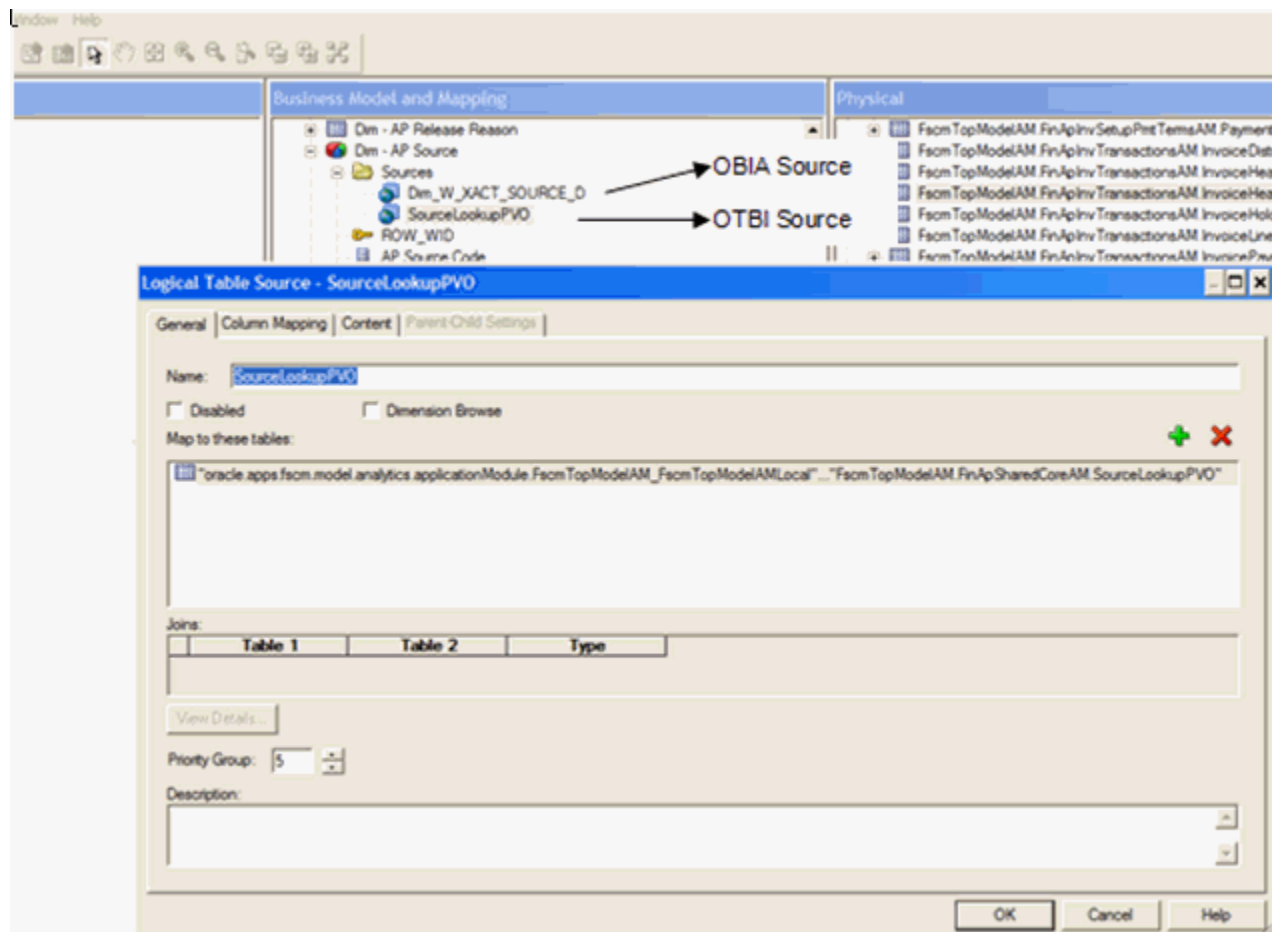 Window Help
Business Model and Mapping
Physical
Dim - AP Release Reason
Dim - AP Source
Sources
Dim_W_XACT_SOURCE_D
SourceLookupPVO
ROW_WID
AP Source Code
OBIA Source
OTBI Source
FscmTopModelAM.FinApInvSetupPmtTermsAM.Payment
FscmTopModelAM.FinApInvTransactionsAM.InvoiceDist
FscmTopModelAM.FinApInvTransactionsAM.InvoiceHea
FscmTopModelAM.FinApInvTransactionsAM.InvoiceHea
FscmTopModelAM.FinApInvTransactionsAM.InvoiceHold
FscmTopModelAM.FinApInvTransactionsAM.InvoiceLine
FscmTopModelAM.FinApInvTransactionsAM.InvoicePay
Logical Table Source - SourceLookupPVO
General Column Mapping Content Parent-Child Settings
Name: SourceLookupPVO
Disabled Dimension Browse
Map to these tables:
"oracle.apps.fscm.model.analytics.applicationModule.FscmTopModelAM_FscmTopModelAMLocal"..."FscmTopModelAM.FinApSharedCoreAM.SourceLookupPVO"
Joins:
Table 1 Table 2 Type
View Details...
Priority Group: 5
Description:
OK Cancel Help